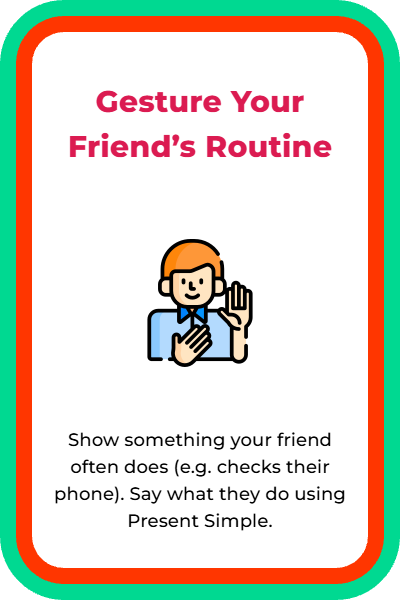 Gesture Your
Friend’s Routine
Show something your friend
often does (e.g. checks their
phone). Say what they do using
Present Simple.